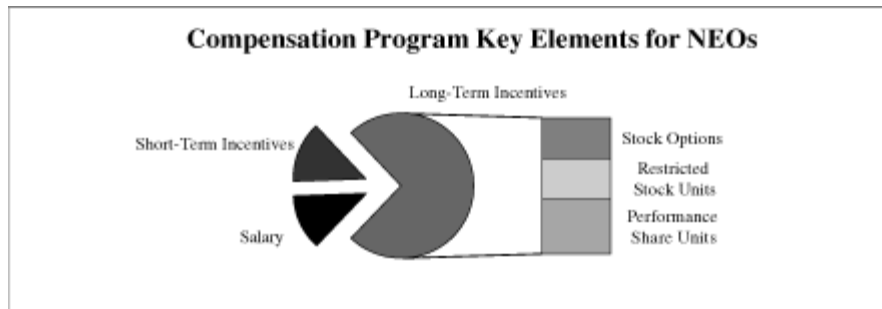 Compensation Program Key Elements for NEOs
Long-Term Incentives
Short-Term Incentives
Stock Options
Restricted
Stock Units
Performance
Share Units
Salary